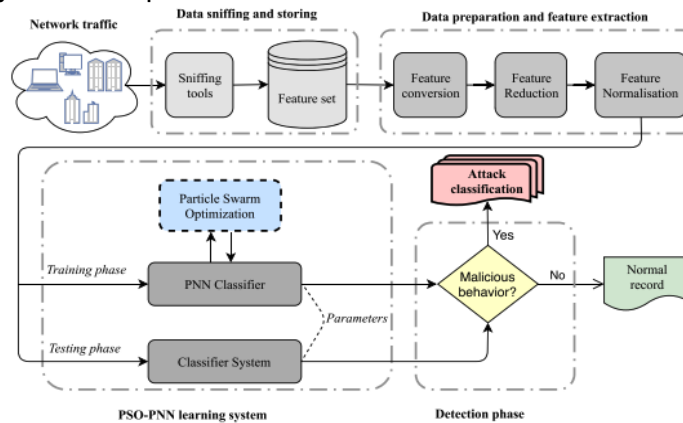 Data sniffing and storing
Data preparation and feature extraction
Network traffic
Sniffing
tools
Feature set
Feature
conversion
Feature
Reduction
Feature
Normalisation
Attack
classification
Particle Swarm
Optimization
Yes
Training phase
PNN Classifier
Malicious
behavior?
No
Normal
record
Parameters
Testing phase
Classifier System
PSO-PNN learning system
Detection phase